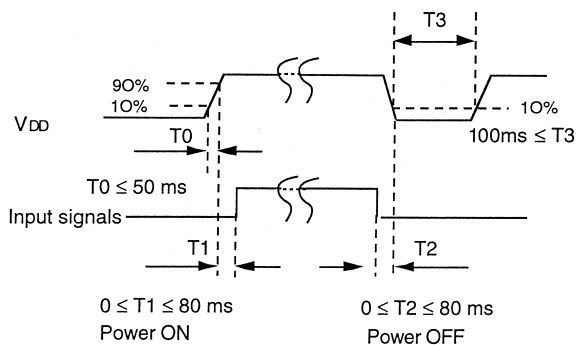 T3
90%
10%
10%
VDD
T0
100ms ≤ T3
T0 ≤ 50 ms
Input signals
T1
T2
0 ≤ T1 ≤ 80 ms
0 ≤ T2 ≤ 80 ms
Power ON
Power OFF